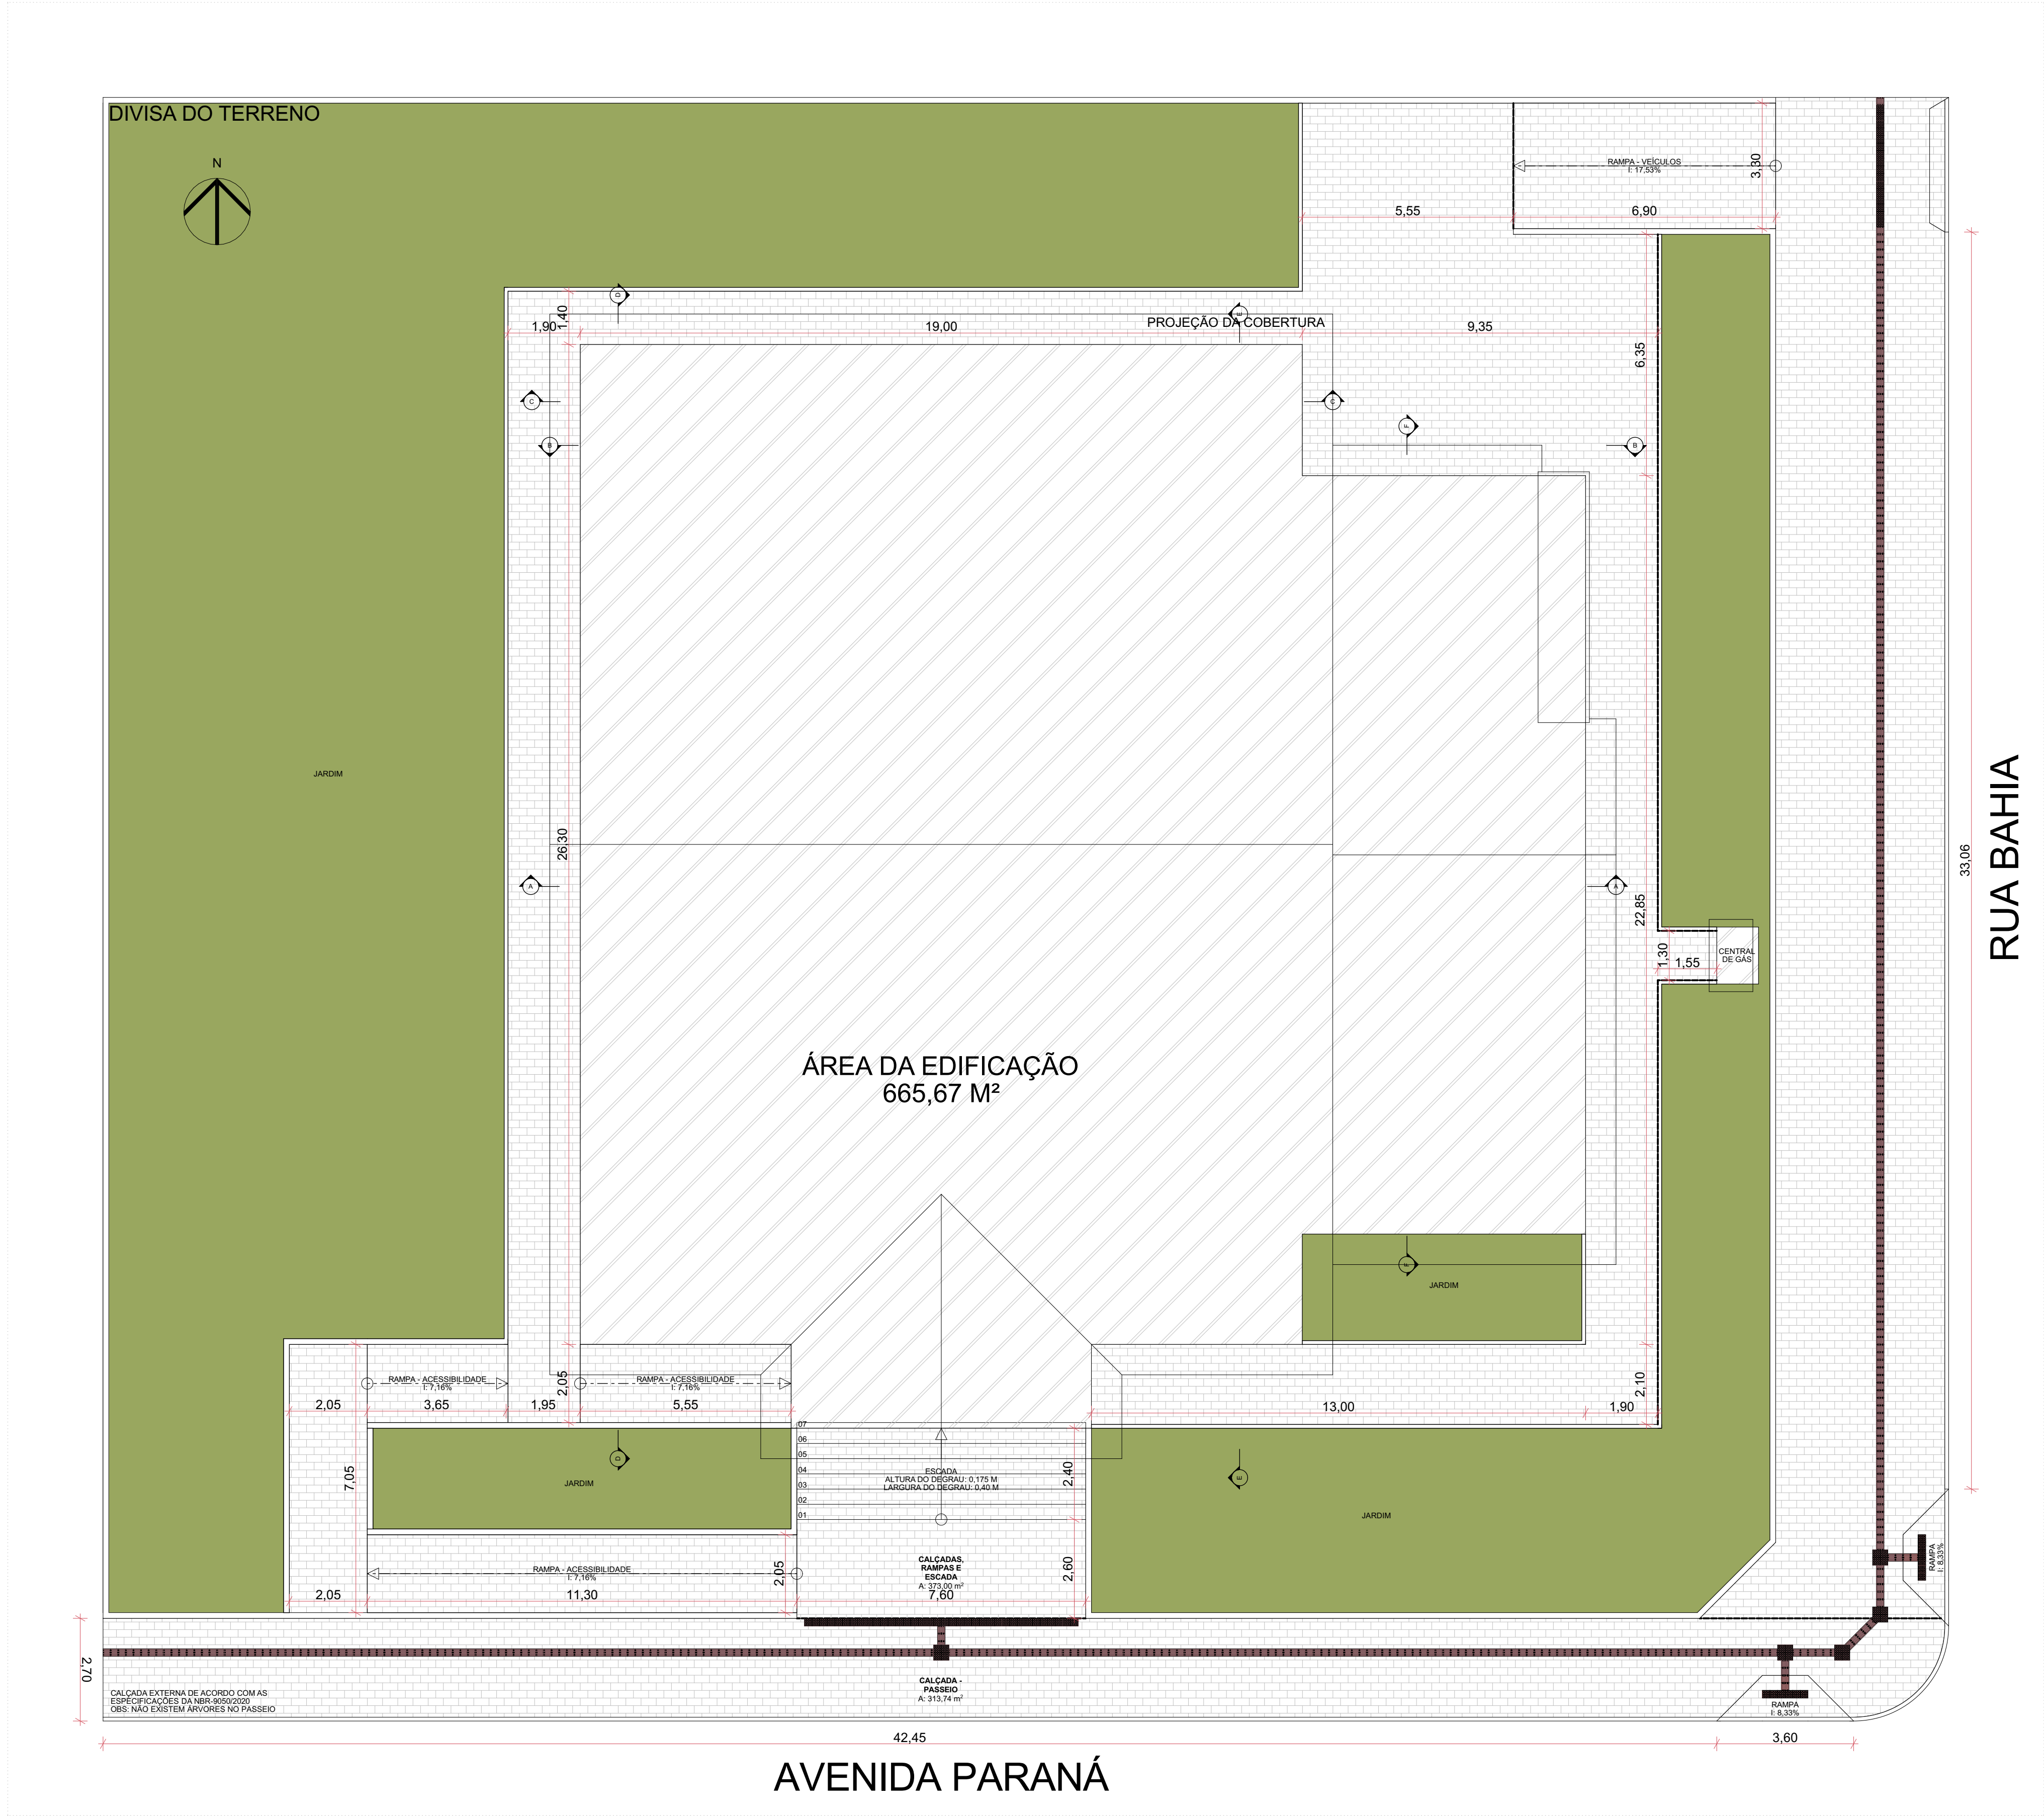 DIVISA DO TERRENO
N
RAMPA - VEÍCULOS
I: 17,53%
3,30
5,55
6,90
D
E
1,40
1,90
19,00
PROJEÇÃO DA COBERTURA
9,35
6,35
C
C
F
B
B
JARDIM
26,30
A
A
22,85
33,06
RUA BAHIA
1,30
1,55
CENTRAL
DE GÁS
ÁREA DA EDIFICAÇÃO
665,67 M²
F
JARDIM
RAMPA - ACESSIBILIDADE
I: 7,16%
2,05
RAMPA - ACESSIBILIDADE
I: 7,16%
2,10
2,05
3,65
1,95
5,55
13,00
1,90
07
06
05
04
03
02
01
D
E
7,05
JARDIM
ESCADA
ALTURA DO DEGRAU: 0,175 M
LARGURA DO DEGRAU: 0,40 M
2,40
JARDIM
RAMPA - ACESSIBILIDADE
I: 7,16%
2,05
CALÇADAS,
RAMPAS E
ESCADA
A: 373,00 m²
2,60
RAMPA
I: 8,33%
2,05
11,30
7,60
2,70
CALÇADA EXTERNA DE ACORDO COM AS
ESPECIFICAÇÕES DA NBR-9050/2020
OBS: NÃO EXISTEM ÁRVORES NO PASSEIO
CALÇADA -
PASSEIO
A: 313,74 m²
RAMPA
I: 8,33%
42,45
3,60
AVENIDA PARANÁ